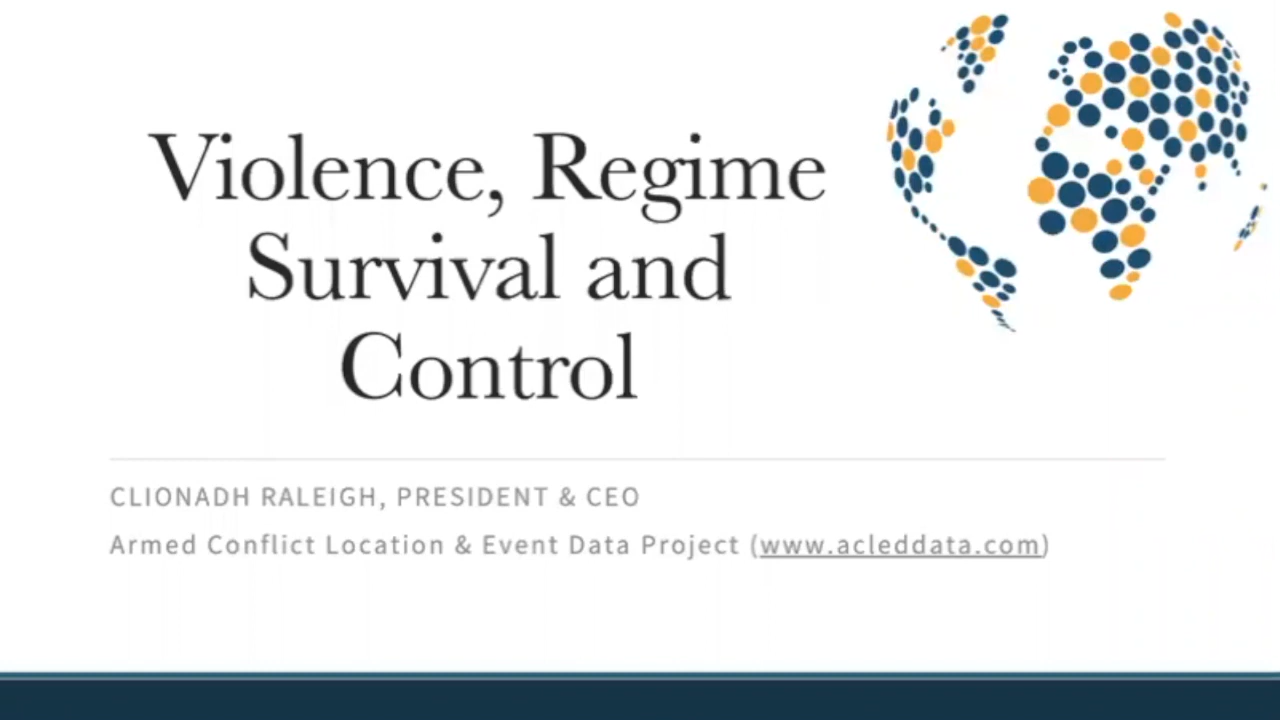 Violence, Regime
Survival and
Control
CLIONADH RALEIGH, PRESIDENT & CEO
Armed Conflict Location & Event Data Project (www.acleddata.com)